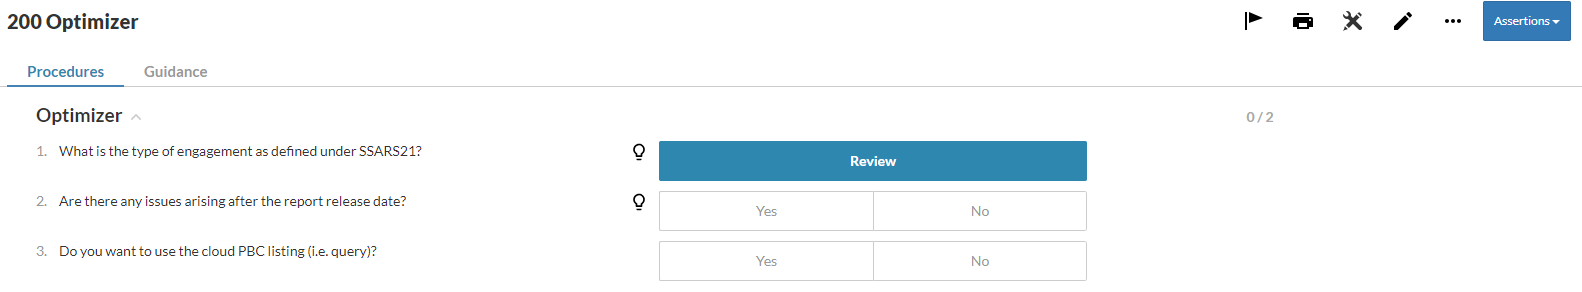 200 Optimizer
Assertions
Procedures Guidance
Optimizer 0 / 2
1. What is the type of engagement as defined under SSARS21? Review
2. Are there any issues arising after the report release date? Yes No
3. Do you want to use the cloud PBC listing (i.e. query)? Yes No